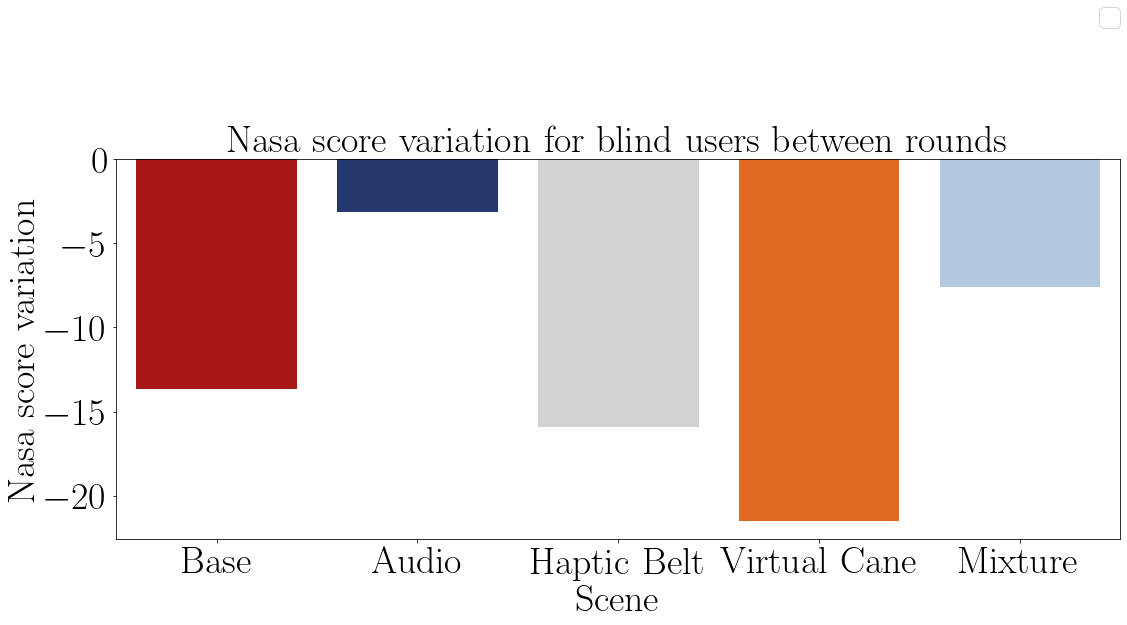 Nasa score variation for blind users between rounds
Nasa score variation
0
−5
−10
−15
−20
Base
Audio
Haptic Belt
Virtual Cane
Mixture
Scene